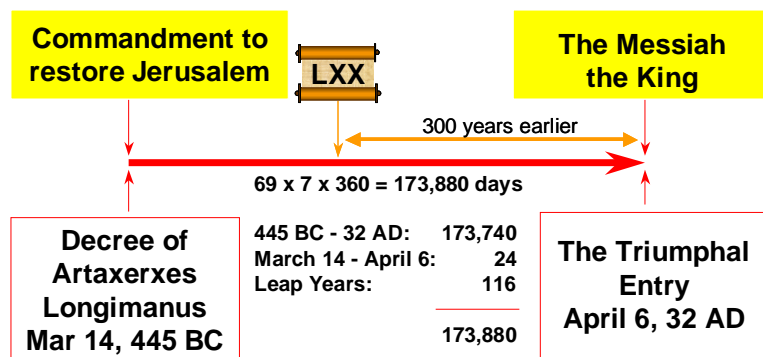 Commandment to
restore Jerusalem
LXX
The Messiah
the King
300 years earlier
69 x 7 x 360 = 173,880 days
Decree of
Artaxerxes
Longimanus
Mar 14, 445 BC
445 BC - 32 AD: 173,740
March 14 - April 6: 24
Leap Years: 116
173,880
The Triumphal
Entry
April 6, 32 AD